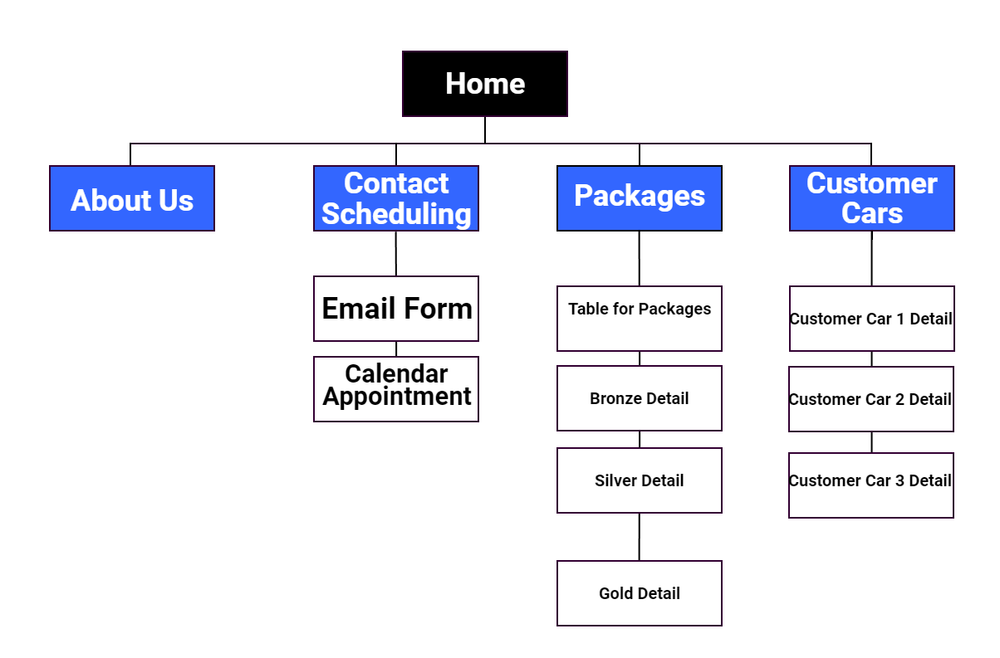 Home
About Us
Contact
Scheduling
Packages
Customer
Cars
Email Form
Calendar
Appointment
Table for Packages
Bronze Detail
Silver Detail
Gold Detail
Customer Car 1 Detail
Customer Car 2 Detail
Customer Car 3 Detail